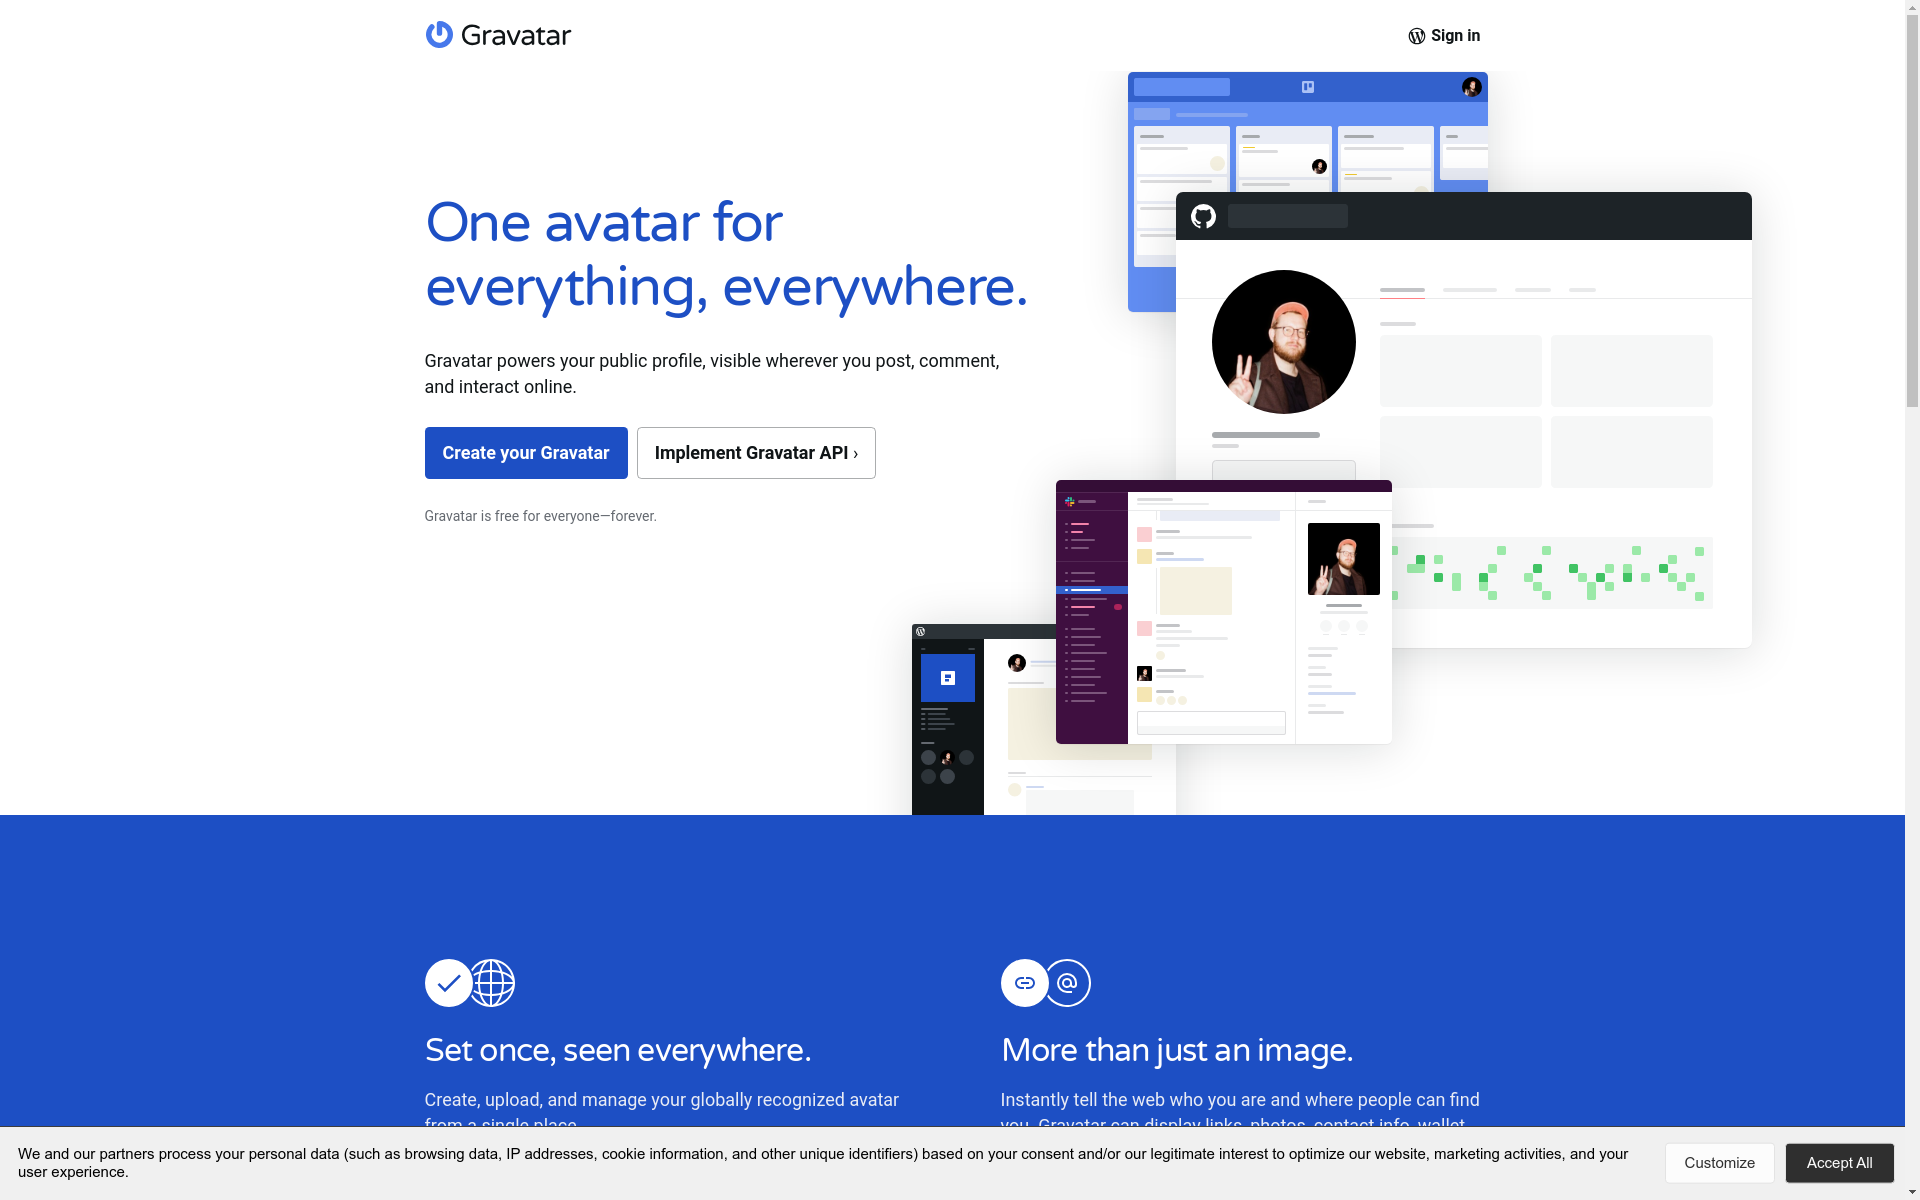 Gravatar
Sign in
One avatar for
everything, everywhere.
Gravatar powers your public profile, visible wherever you post, comment,
and interact online.
Create your Gravatar
Implement Gravatar API ›
Gravatar is free for everyone—forever.
Set once, seen everywhere.
Create, upload, and manage your globally recognized avatar
from a single place.
More than just an image.
Instantly tell the web who you are and where people can find
you. Gravatar can display links, photos, contact info, wallet
We and our partners process your personal data (such as browsing data, IP addresses, cookie information, and other unique identifiers) based on your consent and/or our legitimate interest to optimize our website, marketing activities, and your
user experience.
Customize
Accept All